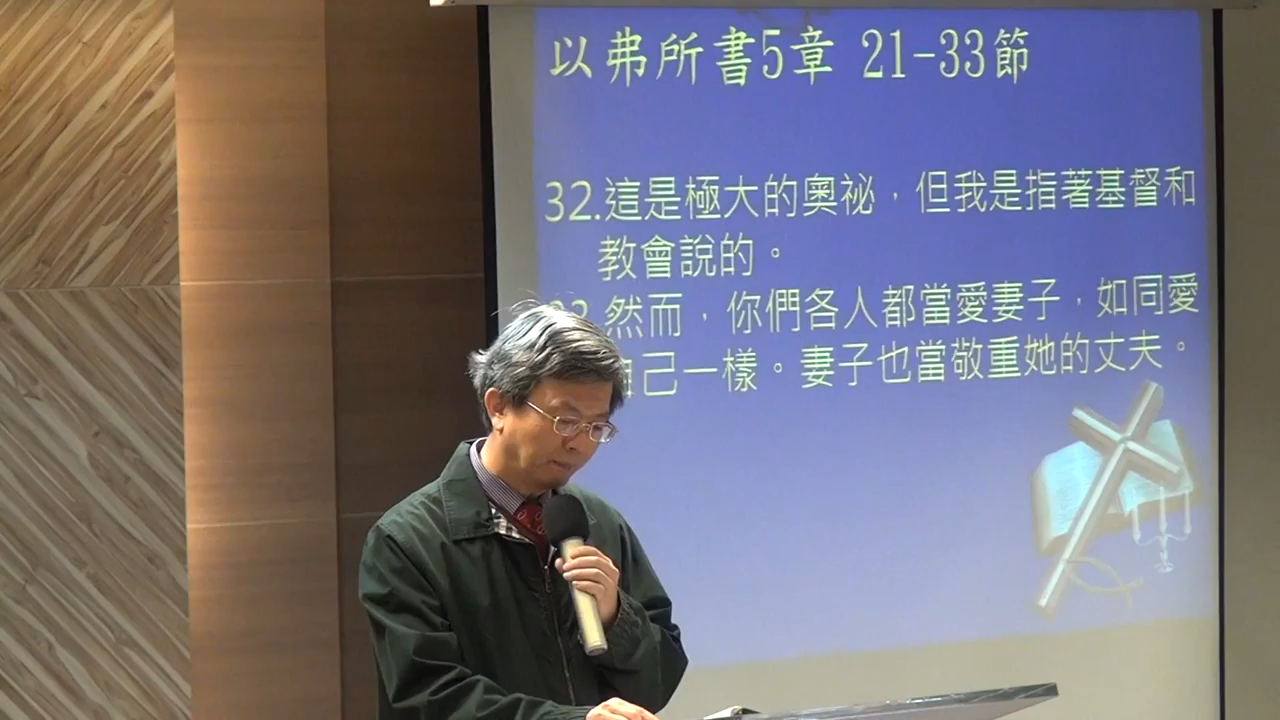 以弗所書5章 21-33節
32.這是極大的奧祕，但我是指著基督和
教會說的。
33.然而，你們各人都當愛妻子，如同愛
自己一樣。妻子也當敬重她的丈夫。